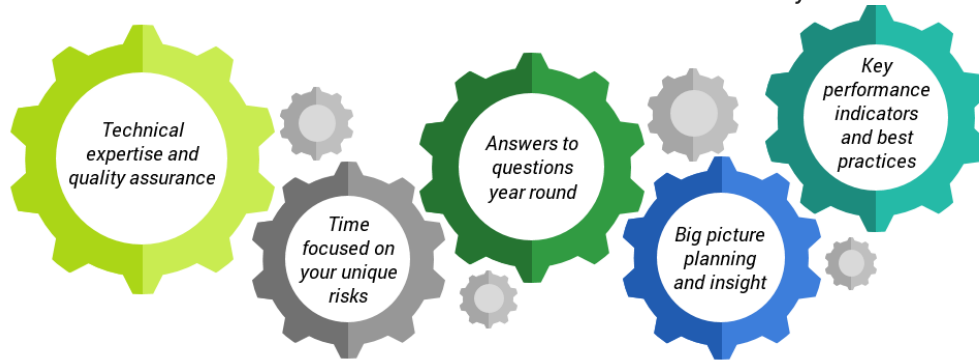 Technical
expertise and
quality assurance
Time
focused on
your unique
risks
Answers to
questions
year round
Big picture
planning
and insight
Key
performance
indicators
and best
practices